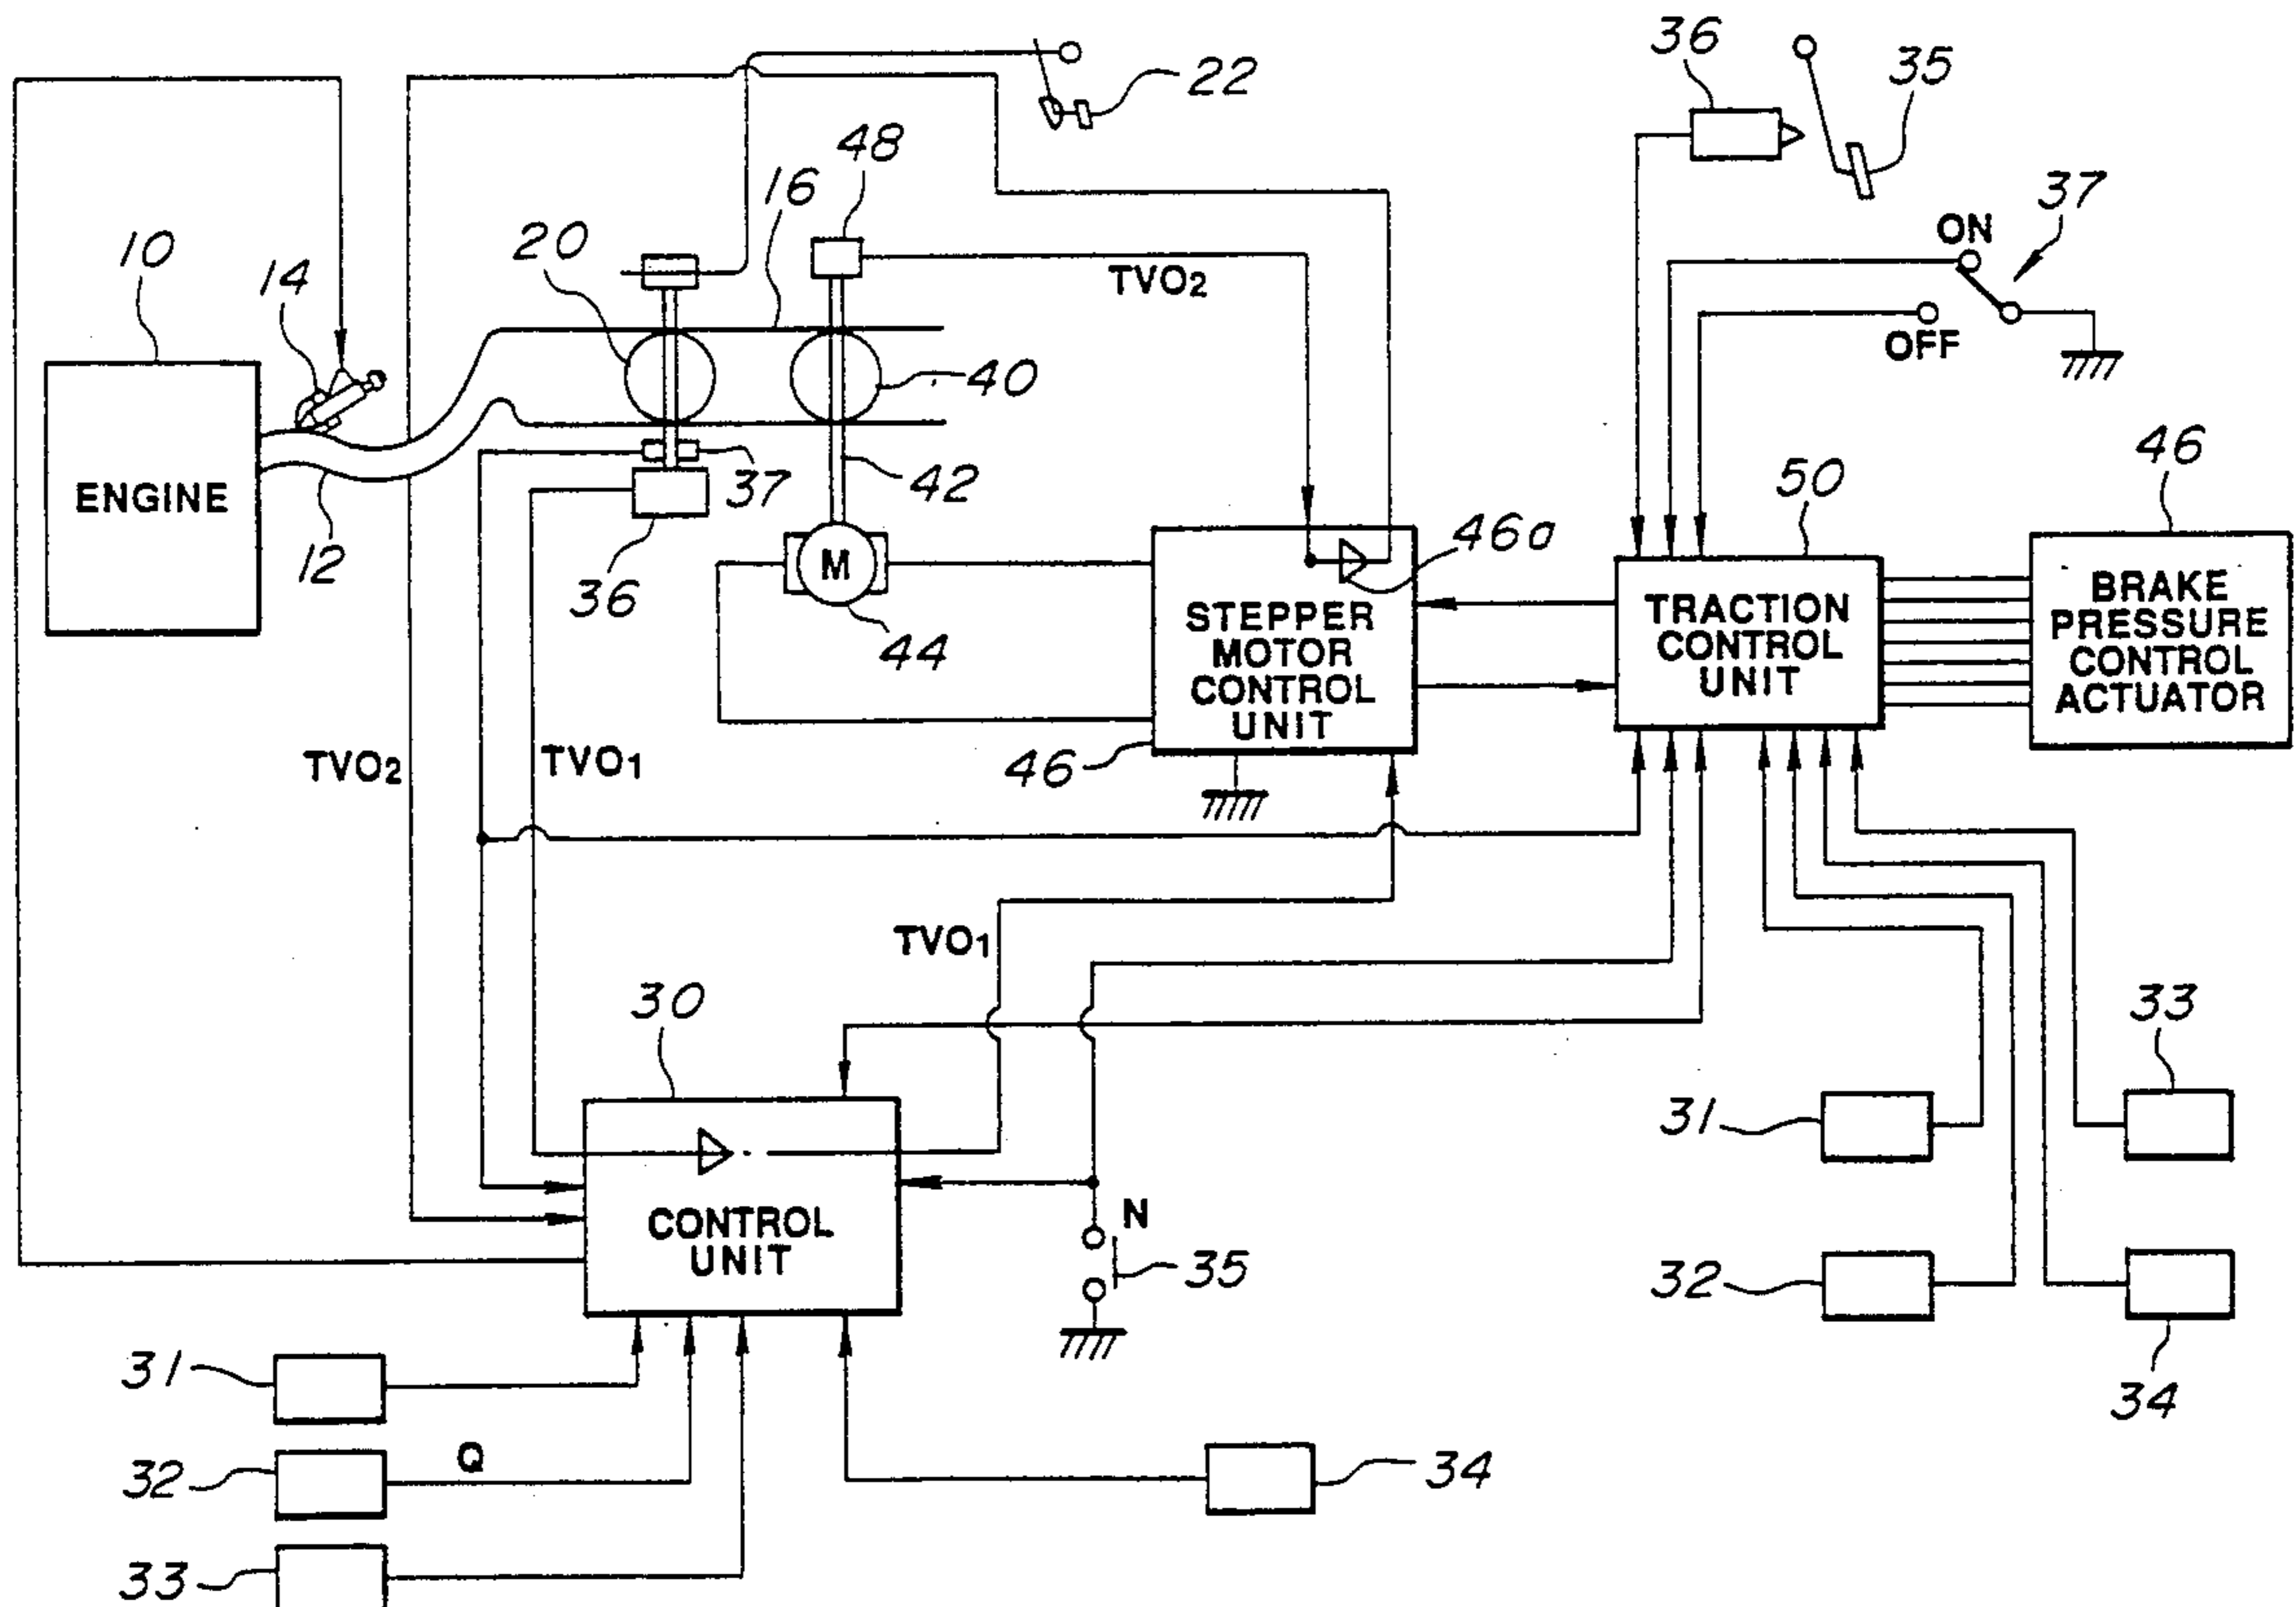 36
35
22
48
37
16
ON
10
14
20
TVO2
OFF
40
46
50
42
37
46a
ENGINE
12
36
M
44
STEPPER
MOTOR
CONTROL
UNIT
TRACTION
CONTROL
UNIT
BRAKE
PRESSURE
CONTROL
ACTUATOR
TVO2
TVO1
46
TVO1
30
33
31
N
CONTROL
UNIT
35
32
31
34
Q
32
34
33